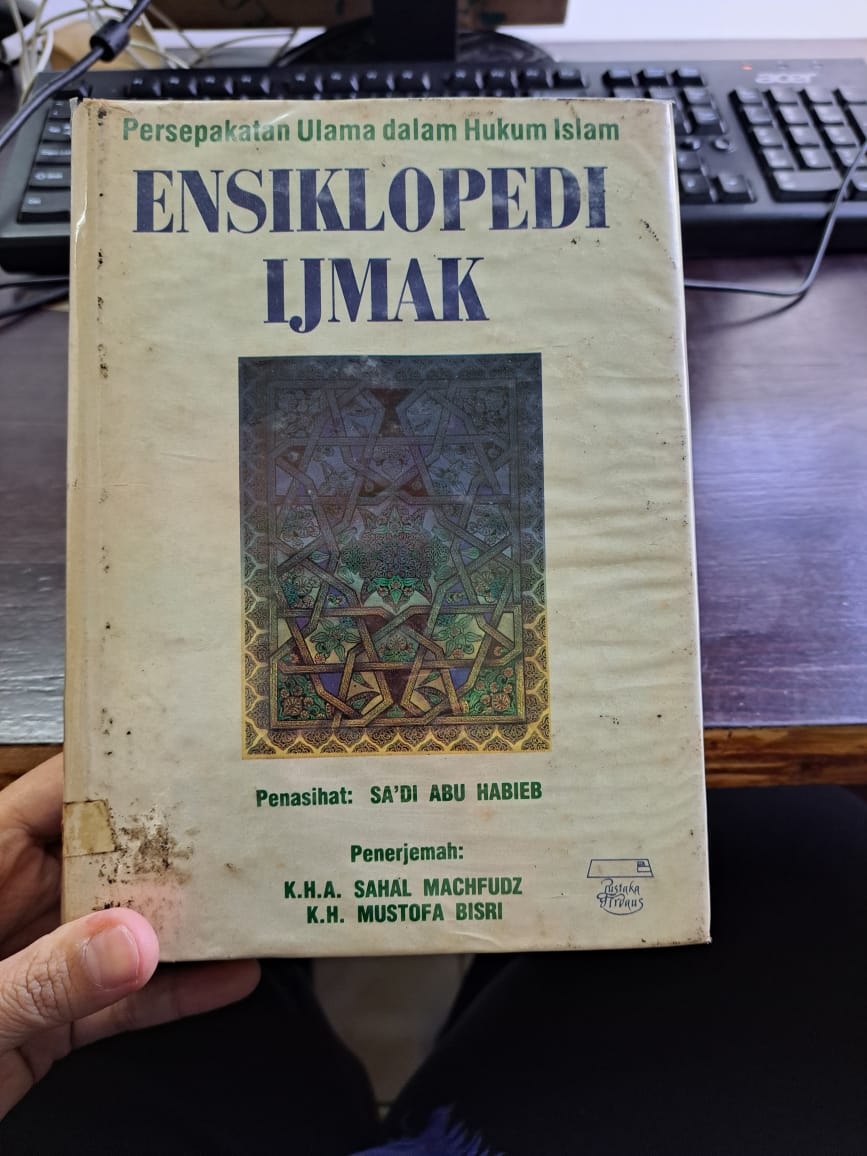 acer
Persepakatan Ulama dalam Hukum Islam
ENSIKLOPEDI
IJMAK
Penasihat: SA'DI ABU HABIEB
Penerjemah:
K.H.A. SAHAL MACHFUDZ
K.H. MUSTOFA BISRI
Pustaka
Firdaus